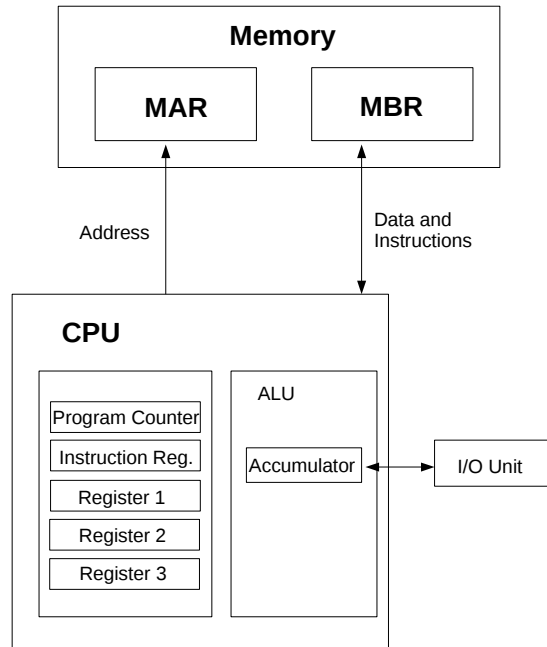 Memory
MAR
MBR
Address
Data and
Instructions
CPU
Program Counter
Instruction Reg.
Register 1
Register 2
Register 3
ALU
Accumulator
I/O Unit